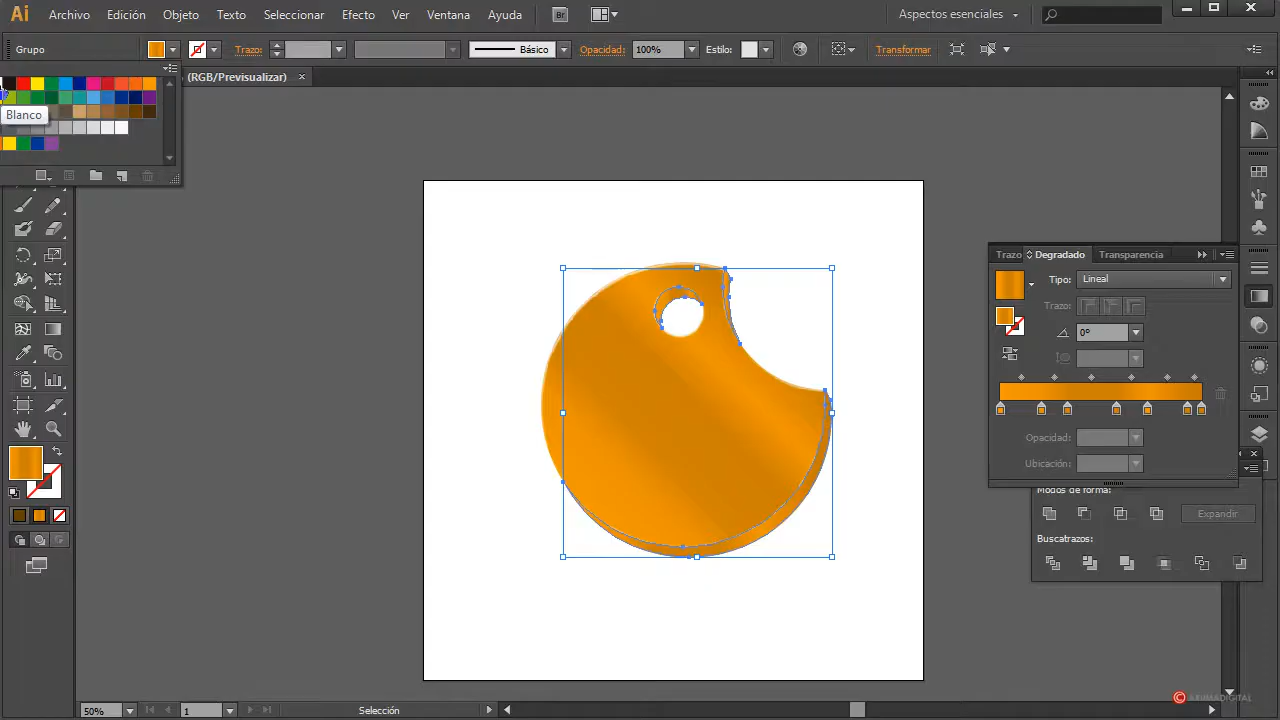 Ai Archivo Edición Objeto Texto Seleccionar Efecto Ver Ventana Ayuda Br Aspectos esenciales
Grupo Trazo: Básico Opacidad: 100% Estilo: Transformar
(RGB/Previsualizar)
Blanco
Trazo Degradado Transparencia
Tipo: Lineal
Trazo:
0°
Opacidad:
Ubicación:
Modos de forma:
Expandir
Buscatrazos:
50% 1 Selección
© AKUMADIGITAL